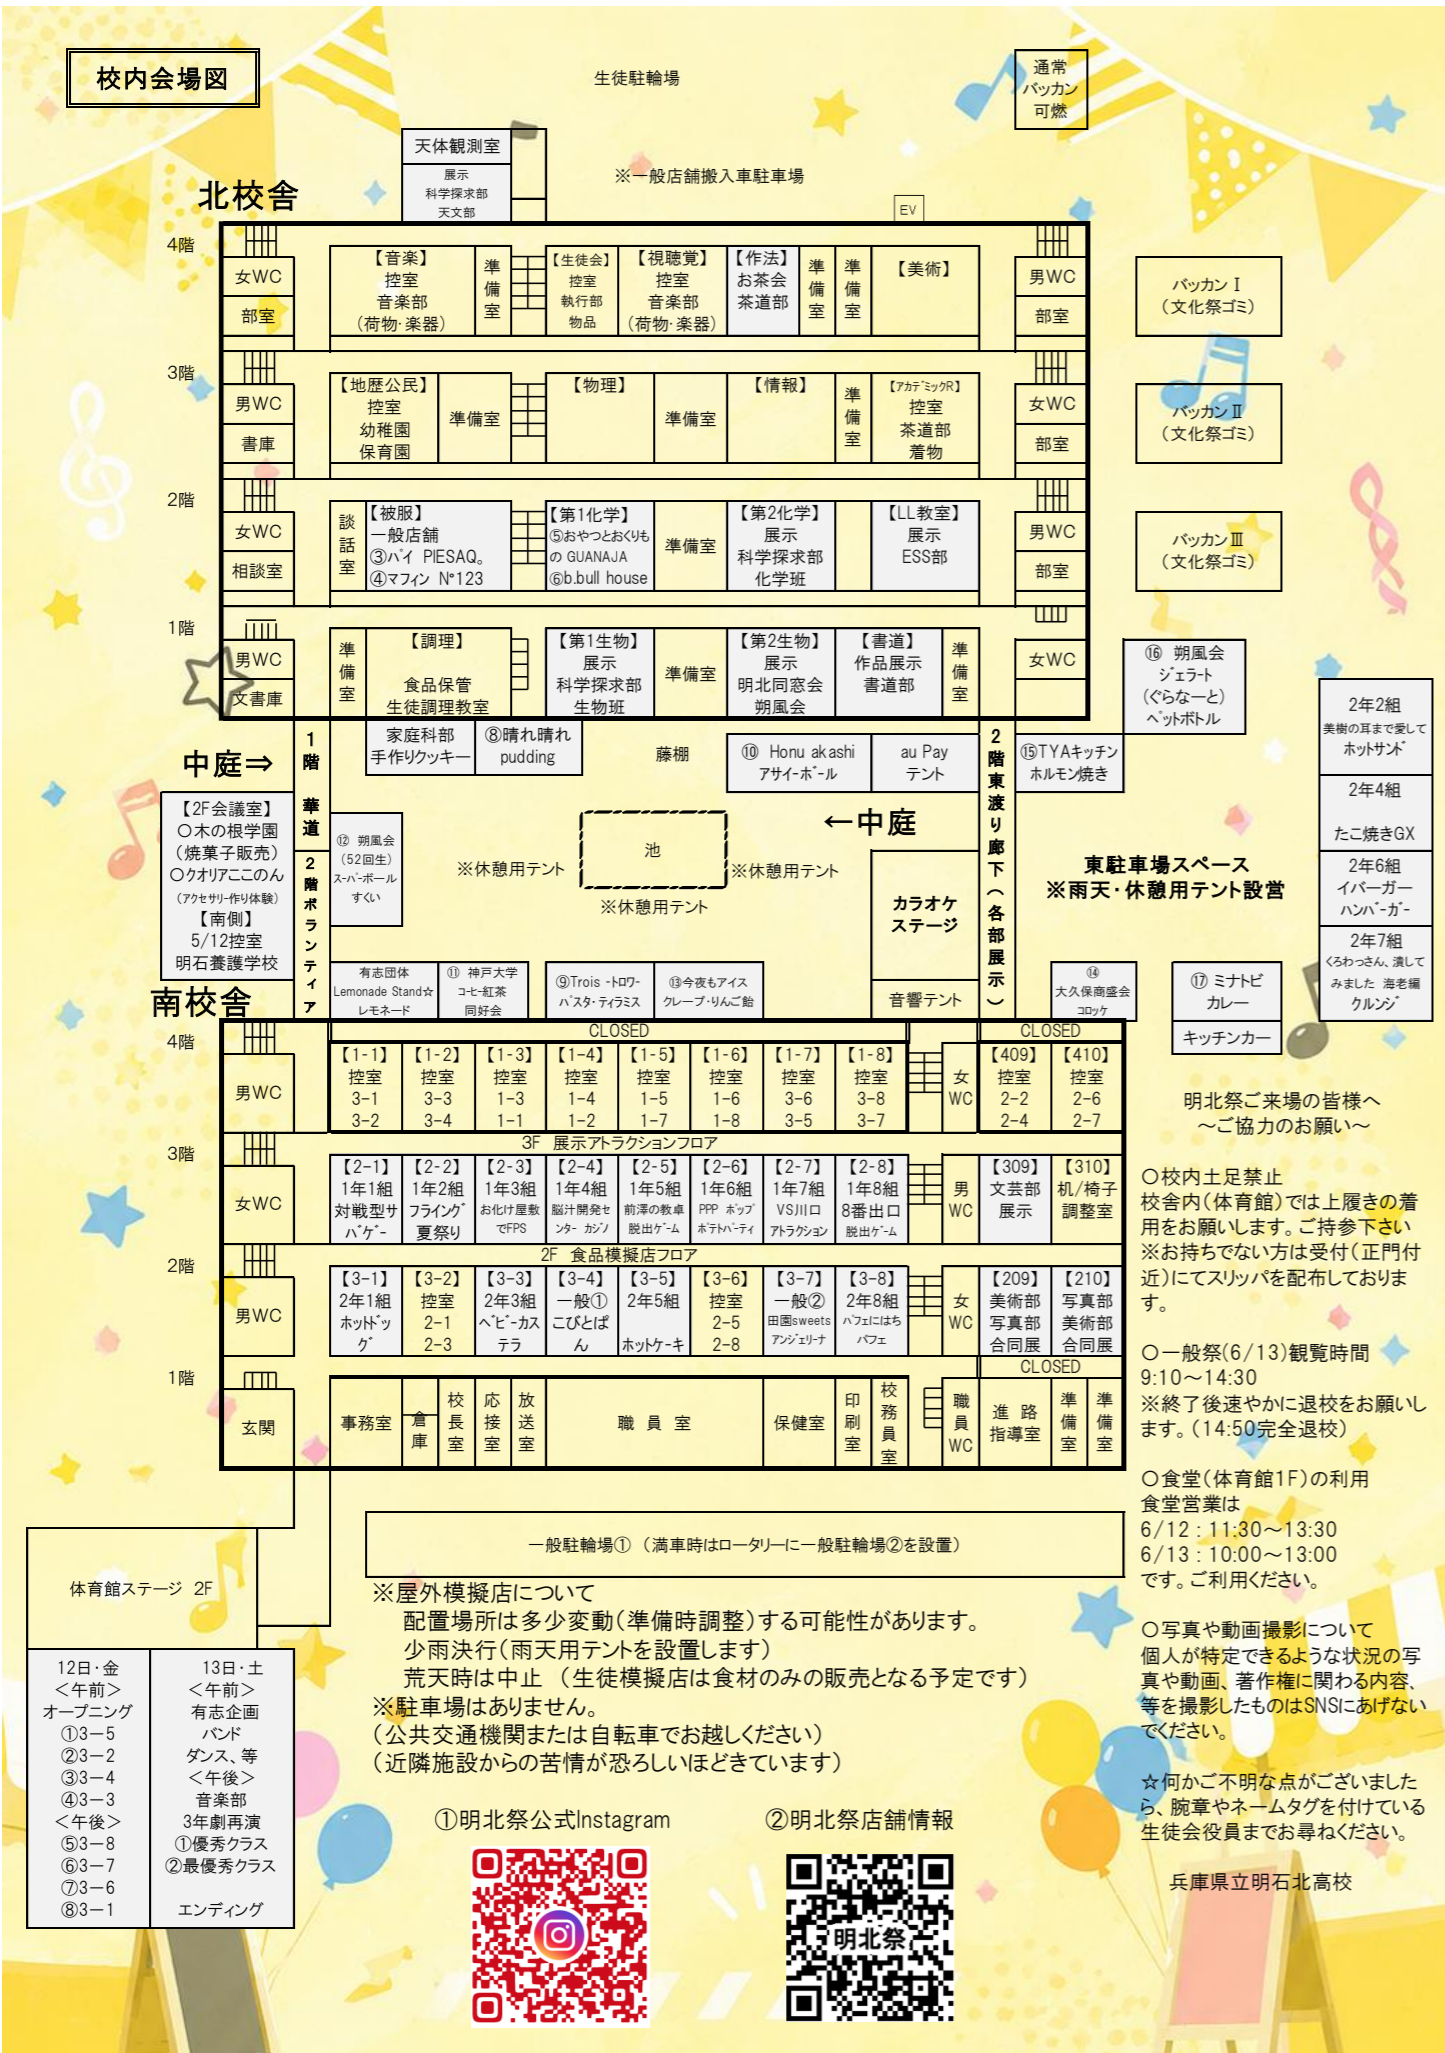 校内会場図
生徒駐輪場
通常
バッカン
可燃
天体観測室
展示
科学探求部
天文部
※一般店舗搬入車駐車場
EV
北校舎
4階
女WC
部室
【音楽】
控室
音楽部
(荷物・楽器)
準備室
【生徒会】
控室
執行部
物品
【視聴覚】
控室
音楽部
(荷物・楽器)
【作法】
お茶会
茶道部
準備室
準備室
【美術】
男WC
部室
バッカン Ⅰ
(文化祭ゴミ)
3階
男WC
書庫
【地歴公民】
控室
幼稚園
保育園
準備室
【物理】
準備室
【情報】
準備室
【アカデミックR】
控室
茶道部
着物
女WC
部室
バッカン Ⅱ
(文化祭ゴミ)
2階
女WC
相談室
談話室
【被服】
一般店舗
③パイ PIESAQ。
④マフィン N°123
【第1化学】
⑤おやつとおくりも
の GUANAJA
⑥b.bull house
準備室
【第2化学】
展示
科学探求部
化学班
【LL教室】
展示
ESS部
男WC
部室
バッカンⅢ
(文化祭ゴミ)
1階
男WC
文書庫
準備室
【調理】
食品保管
生徒調理教室
【第1生物】
展示
科学探求部
生物班
準備室
【第2生物】
展示
明北同窓会
朔風会
【書道】
作品展示
書道部
準備室
女WC
⑯ 朔風会
ジェラート
(ぐらなーと)
ペットボトル
2年2組
美樹の耳まで愛して
ホットサンド
2年4組
たこ焼きGX
2年6組
イバーガー
ハンバーガー
2年7組
くろわっさん、潰して
みました 海老編
クルンジ
中庭⇒
1階 華道
2階ボランティア
家庭科部
手作りクッキー
⑧晴れ晴れ
pudding
藤棚
⑩ Honu akashi
アサイーボール
au Pay
テント
2階東渡り廊下(各部展示)
⑮TYAキッチン
ホルモン焼き
【2F会議室】
○木の根学園
(焼菓子販売)
○クオリアここのん
(アクセサリー作り体験)
【南側】
5/12控室
明石養護学校
⑫ 朔風会
(52回生)
スーパーボール
すくい
池
※休憩用テント
※休憩用テント
※休憩用テント
←中庭
カラオケ
ステージ
音響テント
東駐車場スペース
※雨天・休憩用テント設営
有志団体
Lemonade Stand☆
レモネード
⑪ 神戸大学
コーヒー紅茶
同好会
⑨Trois -トロワ-
パスタ・ティラミス
⑬今夜もアイス
クレープ・りんご飴
⑭
大久保商盛会
コロッケ
⑰ ミナトビ
カレー
キッチンカー
南校舎
4階
CLOSED
CLOSED
男WC
【1-1】
控室
3-1
3-2
【1-2】
控室
3-3
3-4
【1-3】
控室
1-3
1-1
【1-4】
控室
1-4
1-2
【1-5】
控室
1-5
1-7
【1-6】
控室
1-6
1-8
【1-7】
控室
3-6
3-5
【1-8】
控室
3-8
3-7
女
WC
【409】
控室
2-2
2-4
【410】
控室
2-6
2-7
3F 展示アトラクションフロア
3階
女WC
【2-1】
1年1組
対戦型サ
バゲー
【2-2】
1年2組
フライング
夏祭り
【2-3】
1年3組
お化け屋敷
でFPS
【2-4】
1年4組
脳汁開発セ
ンター カジノ
【2-5】
1年5組
前澤の教卓
脱出ゲーム
【2-6】
1年6組
PPP ポップ
ポテトパーティ
【2-7】
1年7組
VS川口
アトラクション
【2-8】
1年8組
8番出口
脱出ゲーム
男
WC
【309】
文芸部
展示
【310】
机/椅子
調整室
2F 食品模擬店フロア
2階
男WC
【3-1】
2年1組
ホットドッ
グ
【3-2】
控室
2-1
2-3
【3-3】
2年3組
ベビーカス
テラ
【3-4】
一般①
こびとぱ
ん
【3-5】
2年5組
ホットケーキ
【3-6】
控室
2-5
2-8
【3-7】
一般②
田園sweets
アンジェリーナ
【3-8】
2年8組
パフェにはち
パフェ
女
WC
【209】
美術部
写真部
合同展
【210】
写真部
美術部
合同展
1階
CLOSED
玄関
事務室
倉庫
校長室
応接室
放送室
職 員 室
保健室
印刷室
校務員室
職員WC
進 路
指導室
準備室
準備室
一般駐輪場① (満車時はロータリーに一般駐輪場②を設置)
体育館ステージ 2F
12日・金
<午前>
オープニング
①3-5
②3-2
③3-4
④3-3
<午後>
⑤3-8
⑥3-7
⑦3-6
⑧3-1
13日・土
<午前>
有志企画
バンド
ダンス、等
<午後>
音楽部
3年劇再演
①優秀クラス
②最優秀クラス
エンディング
※屋外模擬店について
配置場所は多少変動(準備時調整)する可能性があります。
少雨決行(雨天用テントを設置します)
荒天時は中止 (生徒模擬店は食材のみの販売となる予定です)
※駐車場はありません。
(公共交通機関または自転車でお越しください)
(近隣施設からの苦情が恐ろしいほどきています)
①明北祭公式Instagram
②明北祭店舗情報
明北祭
明北祭ご来場の皆様へ
～ご協力のお願い～
○校内土足禁止
校舎内(体育館)では上履きの着
用をお願いします。ご持参下さい
※お持ちでない方は受付(正門付
近)にてスリッパを配布しておりま
す。
○一般祭(6/13)観覧時間
9:10～14:30
※終了後速やかに退校をお願いし
ます。(14:50完全退校)
○食堂(体育館1F)の利用
食堂営業は
6/12 : 11:30～13:30
6/13 : 10:00～13:00
です。ご利用ください。
○写真や動画撮影について
個人が特定できるような状況の写
真や動画、著作権に関わる内容、
等を撮影したものはSNSにあげない
でください。
☆何かご不明な点がございました
ら、腕章やネームタグを付けている
生徒会役員までお尋ねください。
兵庫県立明石北高校